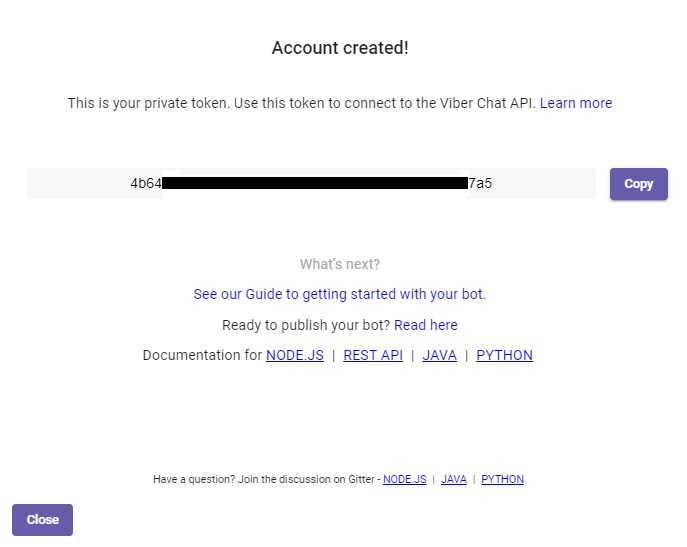 Account created!
This is your private token. Use this token to connect to the Viber Chat API. Learn more
4b64 7a5 Copy
What's next?
See our Guide to getting started with your bot.
Ready to publish your bot? Read here
Documentation for NODE.JS | REST API | JAVA | PYTHON
Have a question? Join the discussion on Gitter - NODE.JS | JAVA | PYTHON
Close